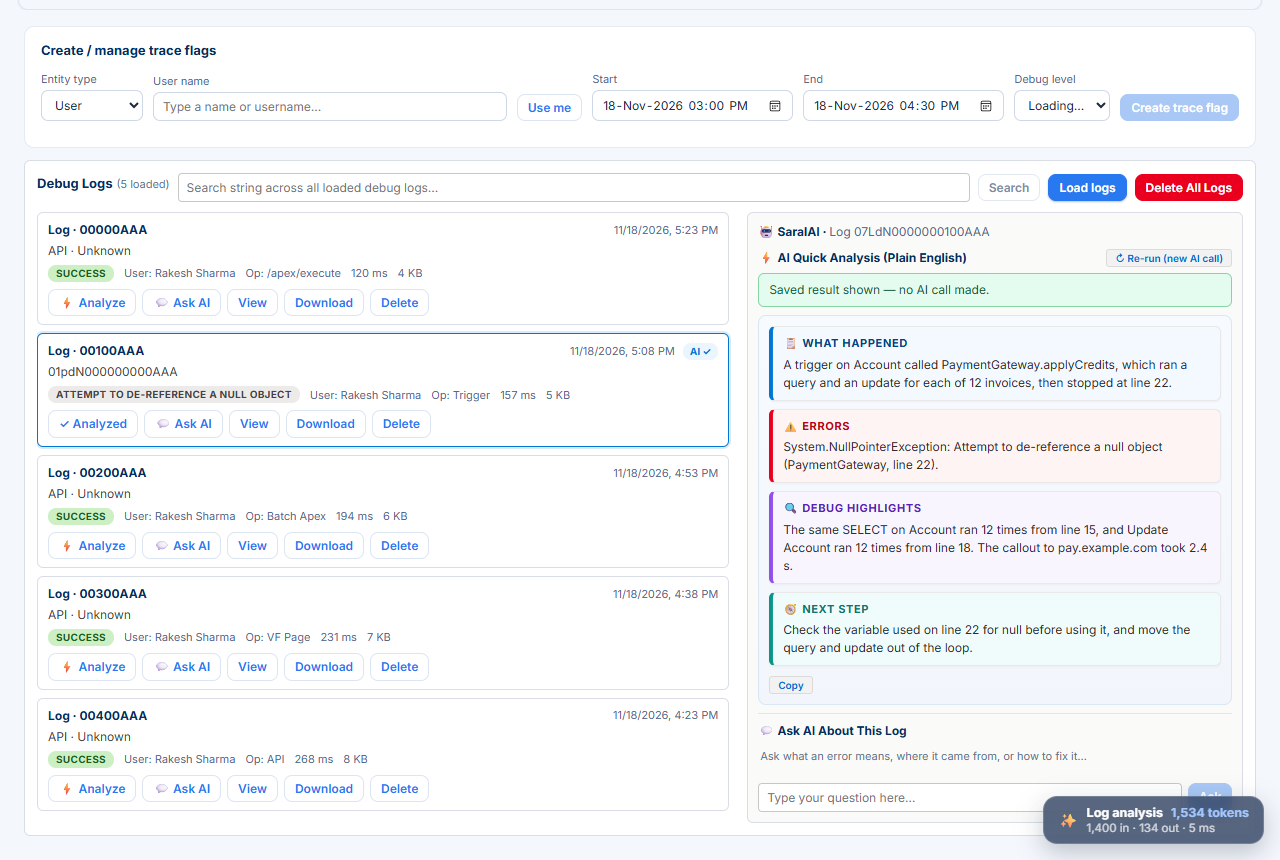 Create / manage trace flags
Entity type
User name
Start
End
Debug level
User
Type a name or username...
Use me
18-Nov-2026 03:00 PM
18-Nov-2026 04:30 PM
Loading...
Create trace flag
Debug Logs (5 loaded)
Search string across all loaded debug logs...
Search
Load logs
Delete All Logs
Log · 00000AAA
11/18/2026, 5:23 PM
API · Unknown
SUCCESS User: Rakesh Sharma Op: /apex/execute 120 ms 4 KB
Analyze Ask AI View Download Delete
Log · 00100AAA
11/18/2026, 5:08 PM AI ✓
01pdN000000000AAA
ATTEMPT TO DE-REFERENCE A NULL OBJECT User: Rakesh Sharma Op: Trigger 157 ms 5 KB
✓ Analyzed Ask AI View Download Delete
Log · 00200AAA
11/18/2026, 4:53 PM
API · Unknown
SUCCESS User: Rakesh Sharma Op: Batch Apex 194 ms 6 KB
Analyze Ask AI View Download Delete
Log · 00300AAA
11/18/2026, 4:38 PM
API · Unknown
SUCCESS User: Rakesh Sharma Op: VF Page 231 ms 7 KB
Analyze Ask AI View Download Delete
Log · 00400AAA
11/18/2026, 4:23 PM
API · Unknown
SUCCESS User: Rakesh Sharma Op: API 268 ms 8 KB
Analyze Ask AI View Download Delete
SaralAI · Log 07LdN0000000100AAA
AI Quick Analysis (Plain English)
↻ Re-run (new AI call)
Saved result shown — no AI call made.
WHAT HAPPENED
A trigger on Account called PaymentGateway.applyCredits, which ran a
query and an update for each of 12 invoices, then stopped at line 22.
ERRORS
System.NullPointerException: Attempt to de-reference a null object
(PaymentGateway, line 22).
DEBUG HIGHLIGHTS
The same SELECT on Account ran 12 times from line 15, and Update
Account ran 12 times from line 18. The callout to pay.example.com took 2.4
s.
NEXT STEP
Check the variable used on line 22 for null before using it, and move the
query and update out of the loop.
Copy
Ask AI About This Log
Ask what an error means, where it came from, or how to fix it...
Type your question here...
Log analysis 1,534 tokens
1,400 in · 134 out · 5 ms